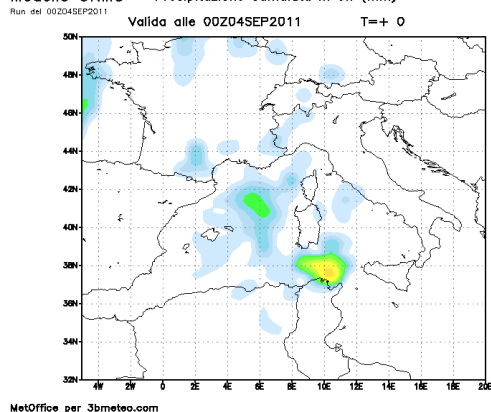 Run del 00Z04SEP2011
Valida alle 00Z04SEP2011 T=+ 0
50N
48N
46N
44N
42N
40N
38N
36N
34N
32N
4W 2W 0 2E 4E 6E 8E 10E 12E 14E 16E 18E 20E
MetOffice per 3bmeteo.com